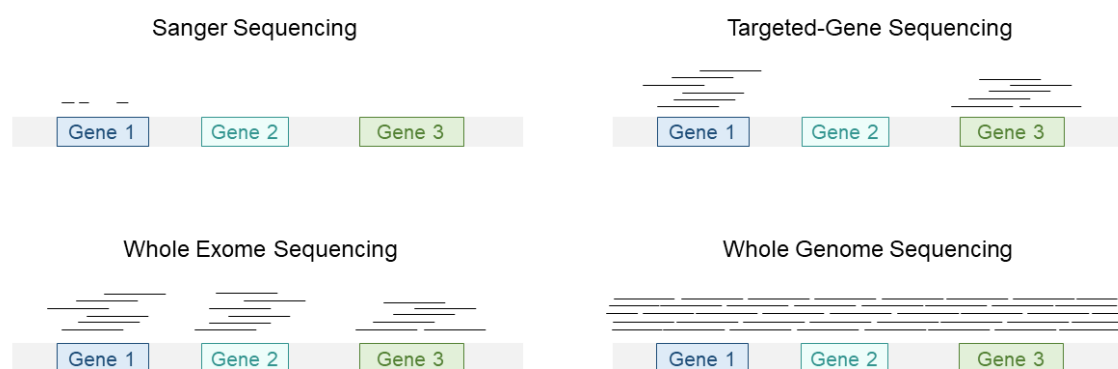 Sanger Sequencing
Targeted-Gene Sequencing
Gene 1 Gene 2 Gene 3
Gene 1 Gene 2 Gene 3
Whole Exome Sequencing
Whole Genome Sequencing
Gene 1 Gene 2 Gene 3
Gene 1 Gene 2 Gene 3